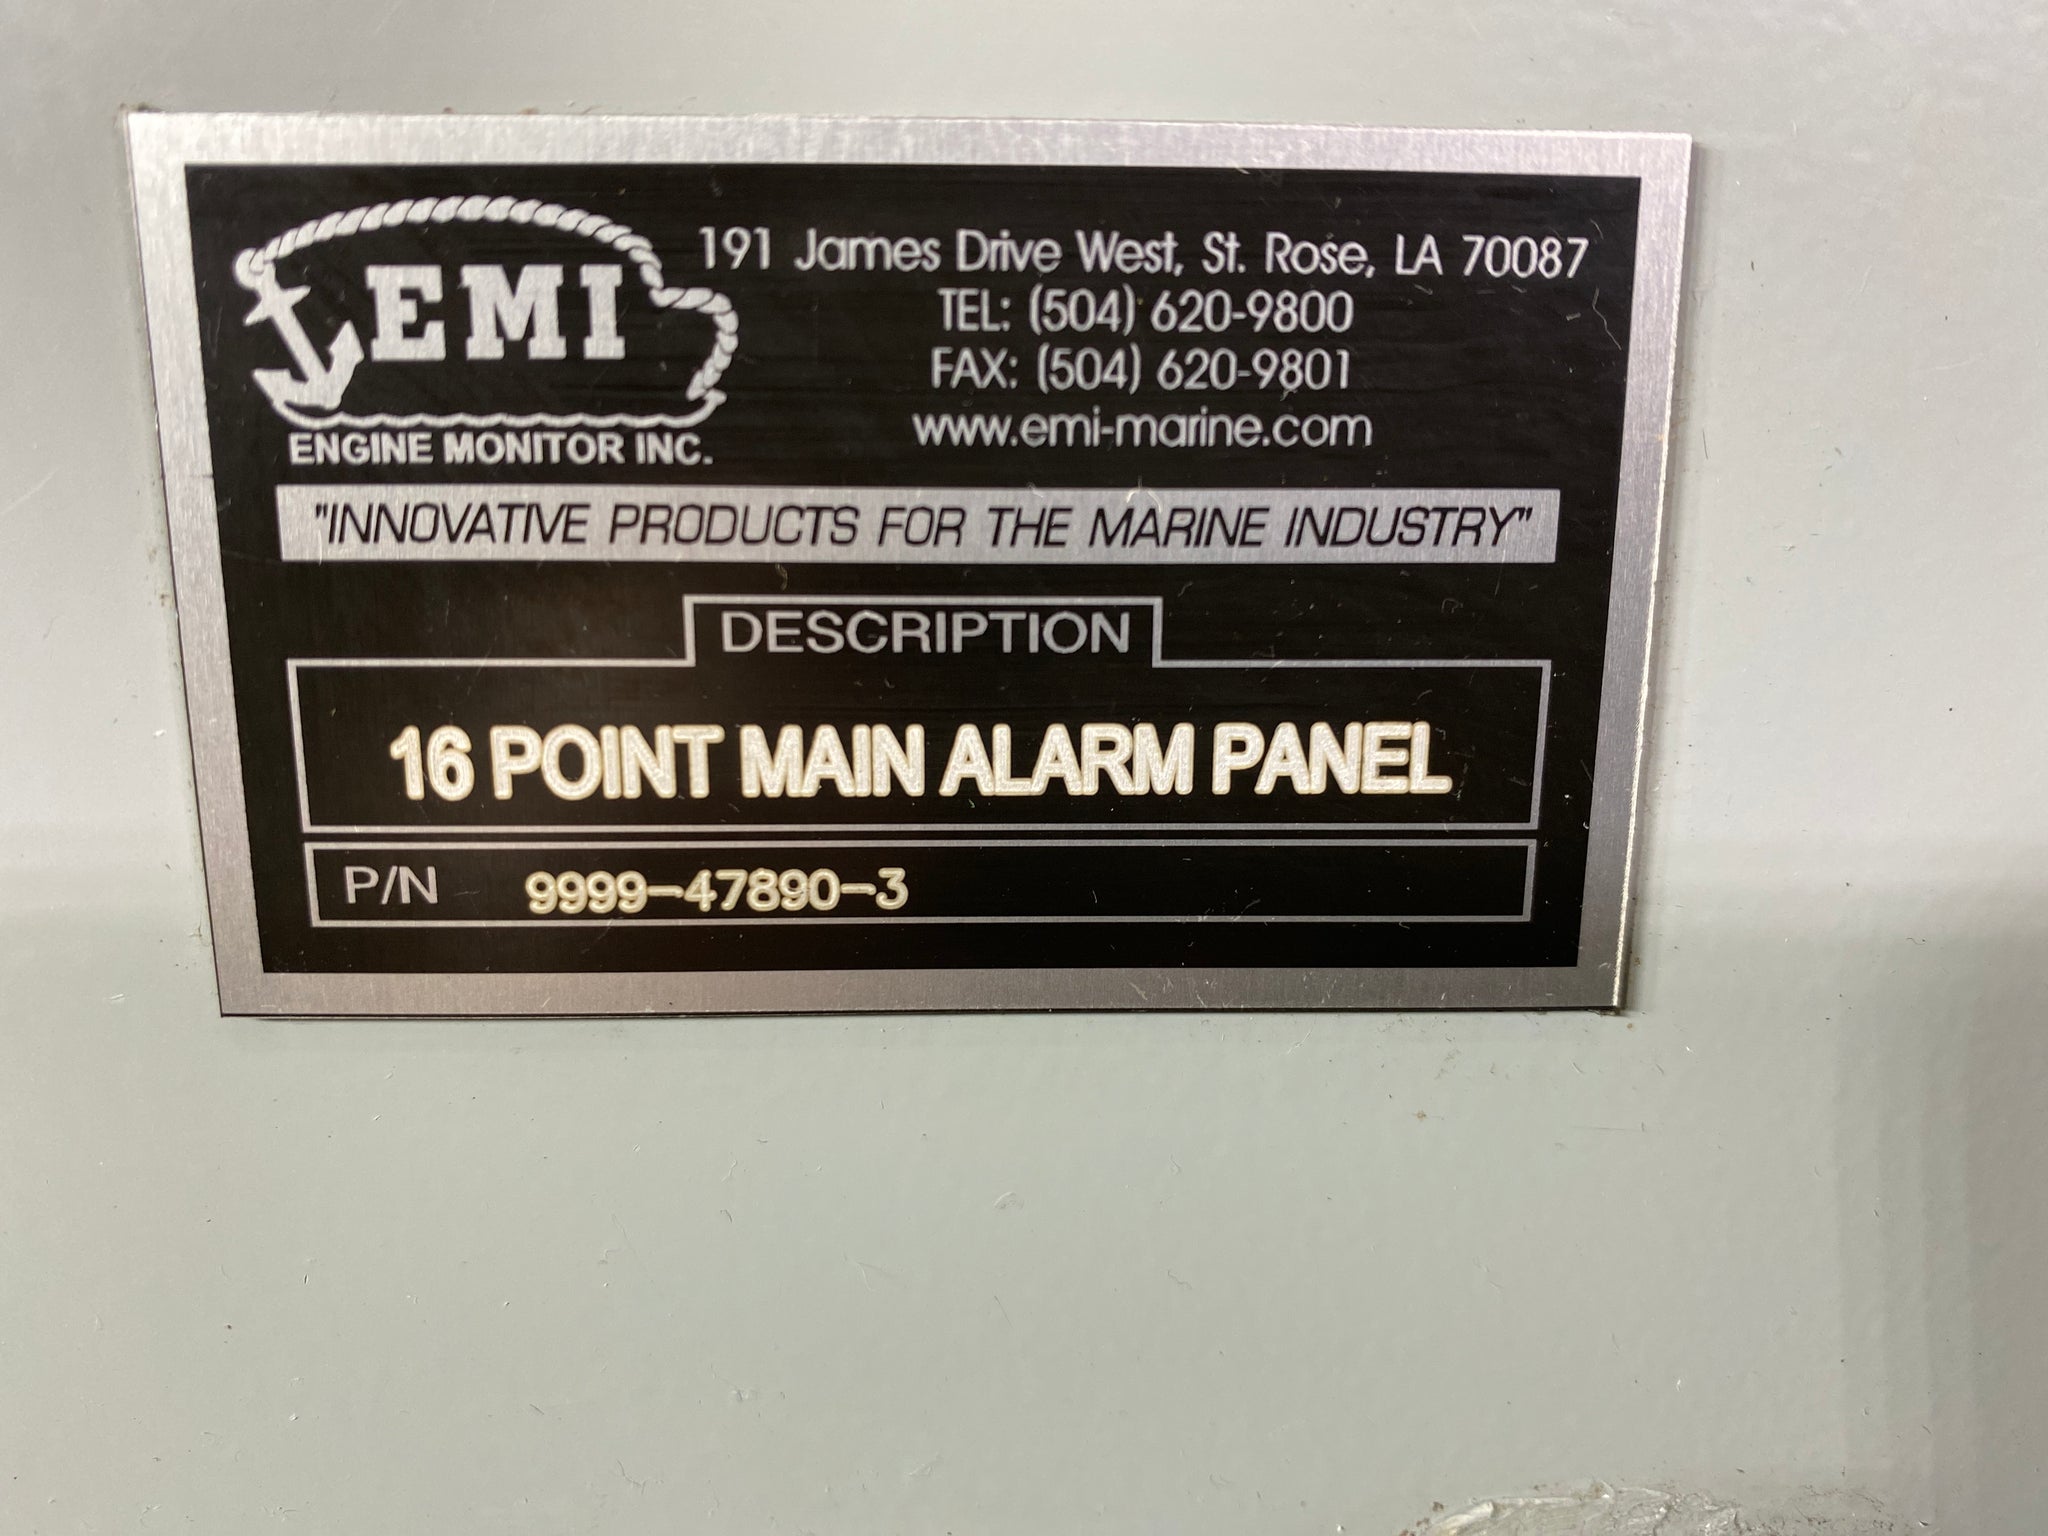 EMI
ENGINE MONITOR INC.
191 James Drive West, St. Rose, LA 70087
TEL: (504) 620-9800
FAX: (504) 620-9801
www.emi-marine.com
"INNOVATIVE PRODUCTS FOR THE MARINE INDUSTRY"
DESCRIPTION
16 POINT MAIN ALARM PANEL
P/N 9999-47890-3